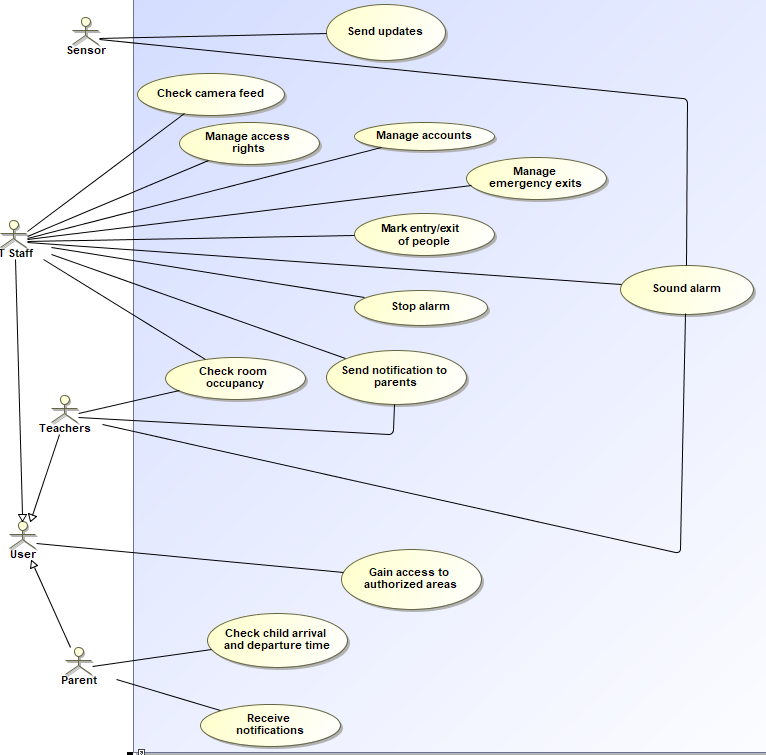 Send updates
Sensor
Check camera feed
Manage access
rights
Manage accounts
Manage
emergency exits
Mark entry/exit
of people
T Staff
Sound alarm
Stop alarm
Check room
occupancy
Send notification to
parents
Teachers
User
Gain access to
authorized areas
Check child arrival
and departure time
Parent
Receive
notifications